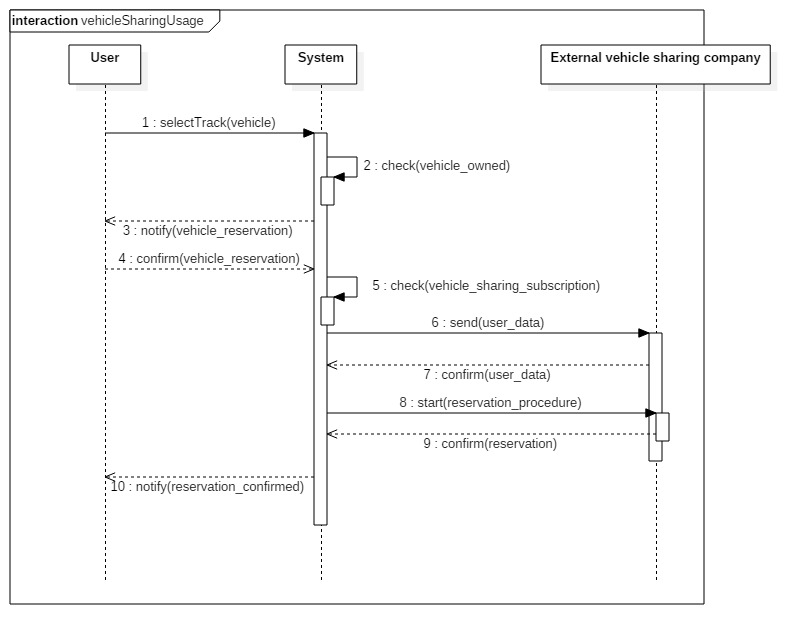 interaction vehicleSharingUsage
User
System
External vehicle sharing company
1 : selectTrack(vehicle)
2 : check(vehicle_owned)
3 : notify(vehicle_reservation)
4 : confirm(vehicle_reservation)
5 : check(vehicle_sharing_subscription)
6 : send(user_data)
7 : confirm(user_data)
8 : start(reservation_procedure)
9 : confirm(reservation)
10 : notify(reservation_confirmed)